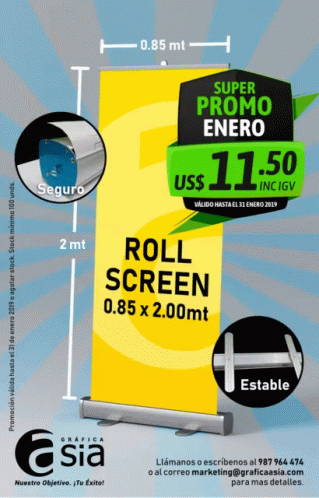 0.85 mt
SUPER
PROMO
ENERO
US$ 11.50
INC IGV
VÁLIDO HASTA EL 31 ENERO 2019
Seguro
2 mt
ROLL
SCREEN
0.85 x 2.00mt
Estable
Promoción válida hasta el 31 de enero 2019 o agotar stock. Stock mínimo 100 unds.
GRÁFICA
asia
Nuestro Objetivo. ¡Tu Éxito!
Llámanos o escríbenos al 987 964 474
o al correo marketing@graficaasia.com
para mas detalles.